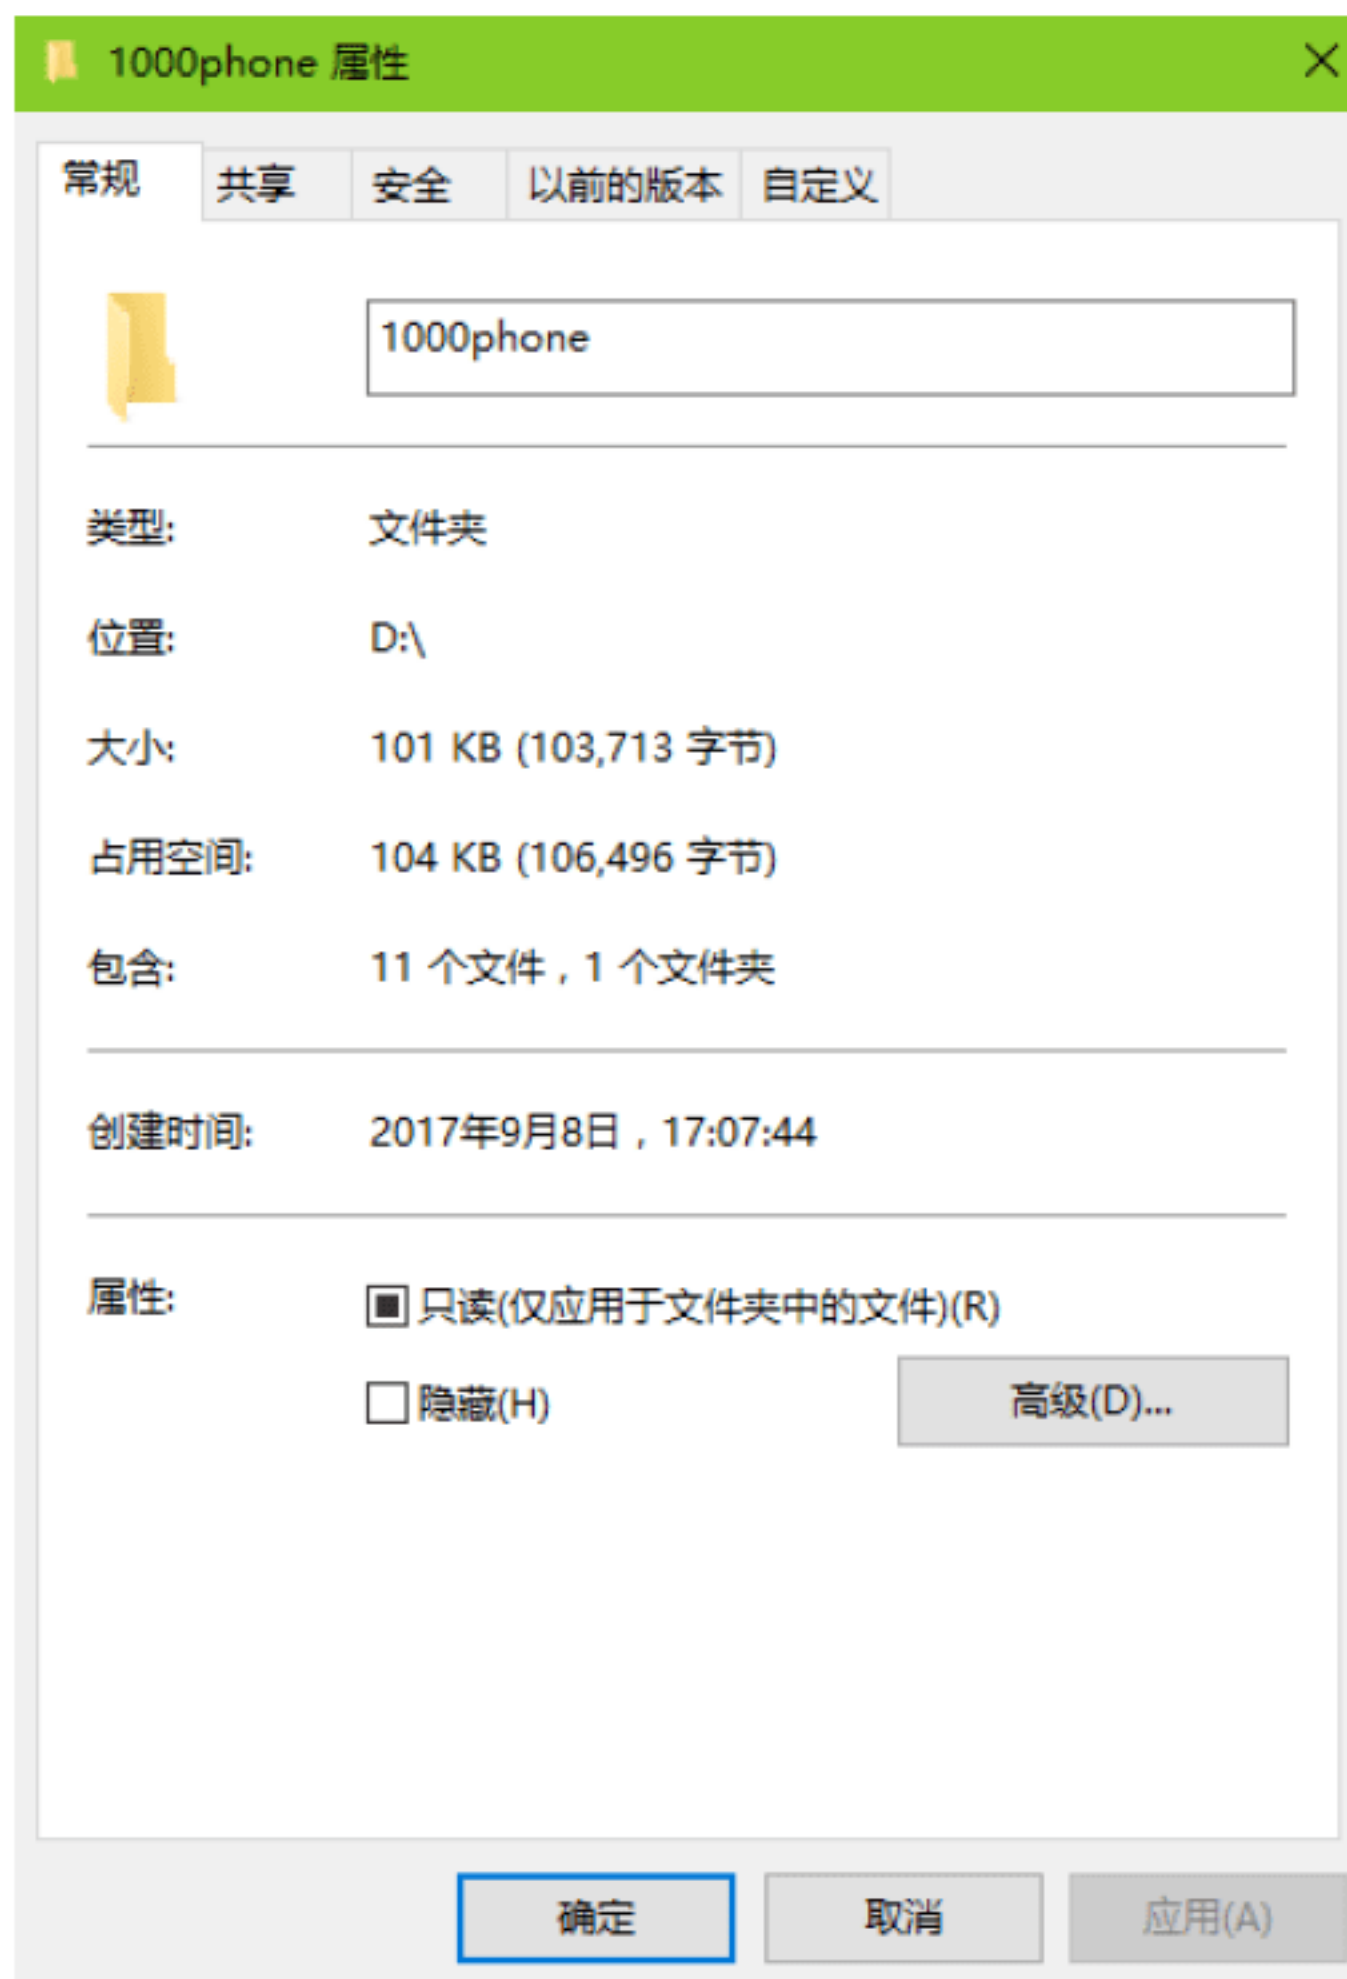 1000phone 属性
常规 共享 安全 以前的版本 自定义
1000phone
类型: 文件夹
位置: D:\
大小: 101 KB (103,713 字节)
占用空间: 104 KB (106,496 字节)
包含: 11 个文件，1 个文件夹
创建时间: 2017年9月8日，17:07:44
属性: 只读(仅应用于文件夹中的文件)(R)
隐藏(H) 高级(D)...
确定 取消 应用(A)